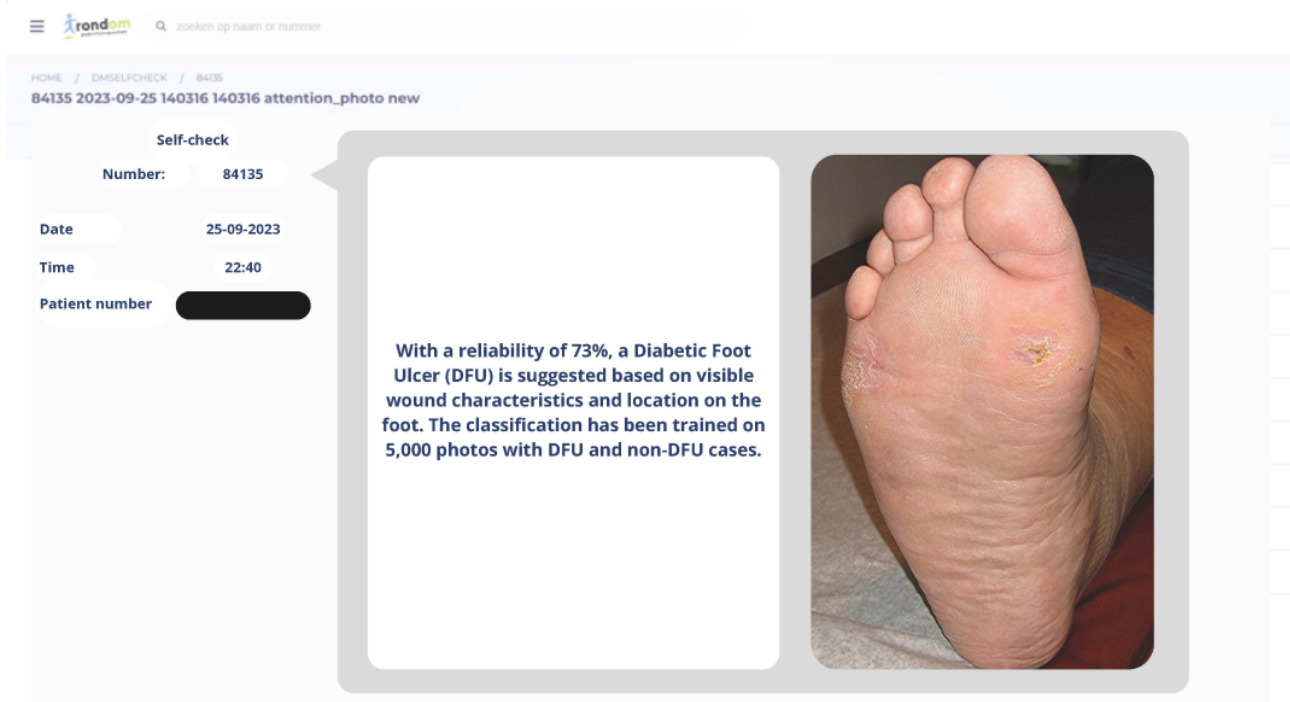 rondom
zoeken op naam or nummer
HOME / DMSELFCHECK / 84135
84135 2023-09-25 140316 140316 attention_photo new
Self-check
Number: 84135
Date 25-09-2023
Time 22:40
Patient number
With a reliability of 73%, a Diabetic Foot
Ulcer (DFU) is suggested based on visible
wound characteristics and location on the
foot. The classification has been trained on
5,000 photos with DFU and non-DFU cases.